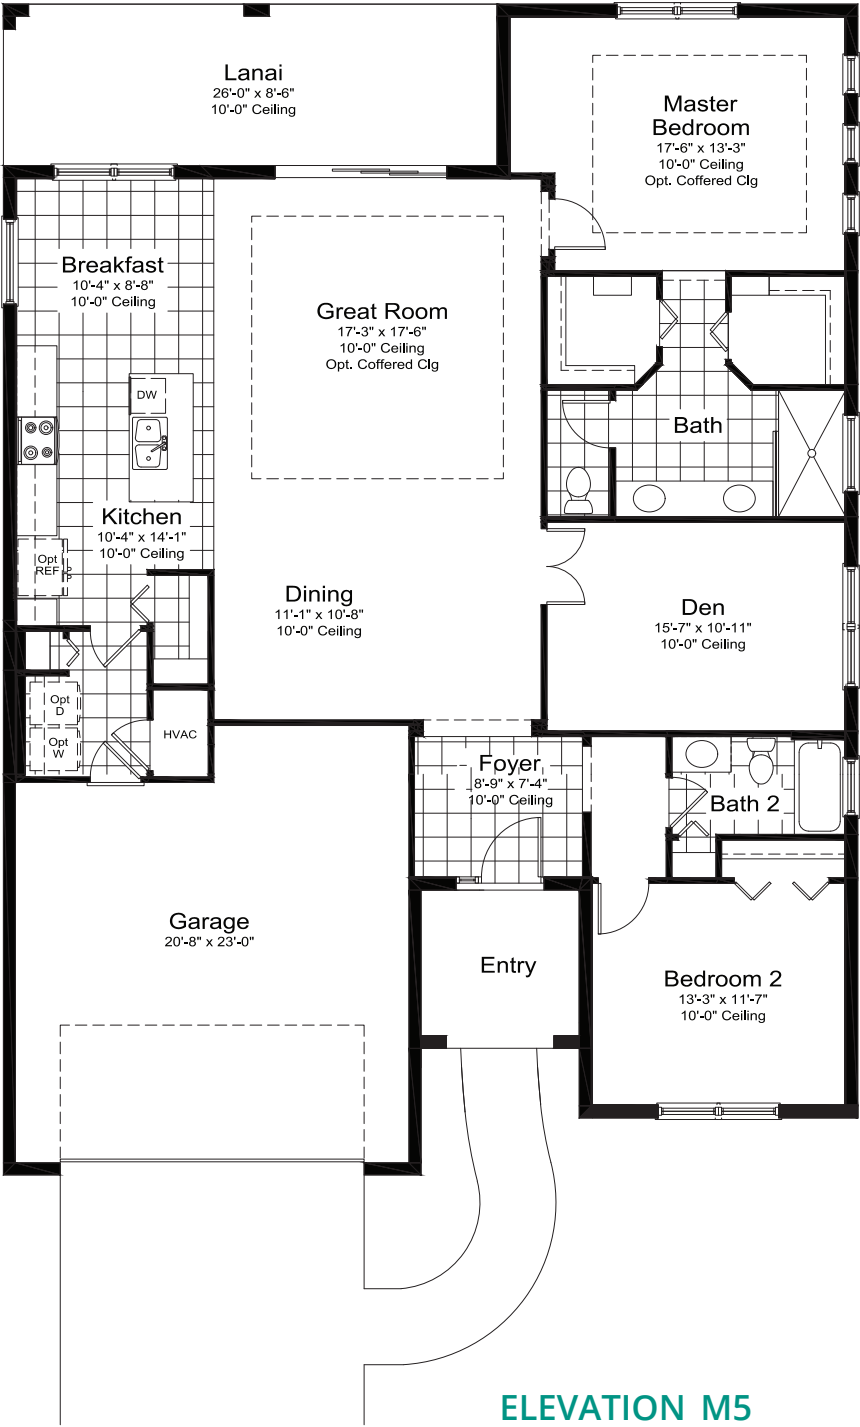 Lanai
26'-0" x 8'-6"
10'-0" Ceiling
Master
Bedroom
17'-6" x 13'-3"
10'-0" Ceiling
Opt. Coffered Clg
Breakfast
10'-4" x 8'-8"
10'-0" Ceiling
Great Room
17'-3" x 17'-6"
10'-0" Ceiling
Opt. Coffered Clg
DW
Bath
Kitchen
10'-4" x 14'-1"
10'-0" Ceiling
Opt
REF
Dining
11'-1" x 10'-8"
10'-0" Ceiling
Den
15'-7" x 10'-11"
10'-0" Ceiling
Opt
D
Opt
W
HVAC
Foyer
8'-9" x 7'-4"
10'-0" Ceiling
Bath 2
Garage
20'-8" x 23'-0"
Entry
Bedroom 2
13'-3" x 11'-7"
10'-0" Ceiling
ELEVATION M5